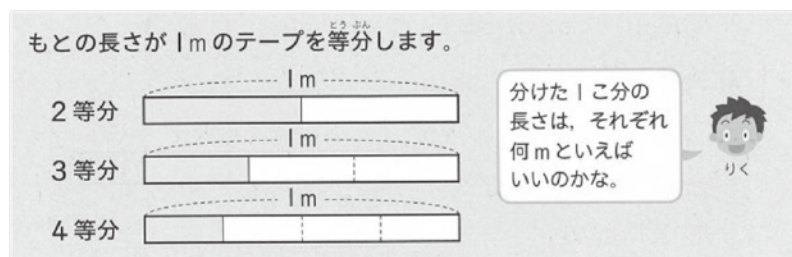 とうぶん
もとの長さが1mのテープを等分します。
1m
2等分
1m
3等分
1m
4等分
分けた1こ分の
長さは，それぞれ
何mといえば
いいのかな。
りく